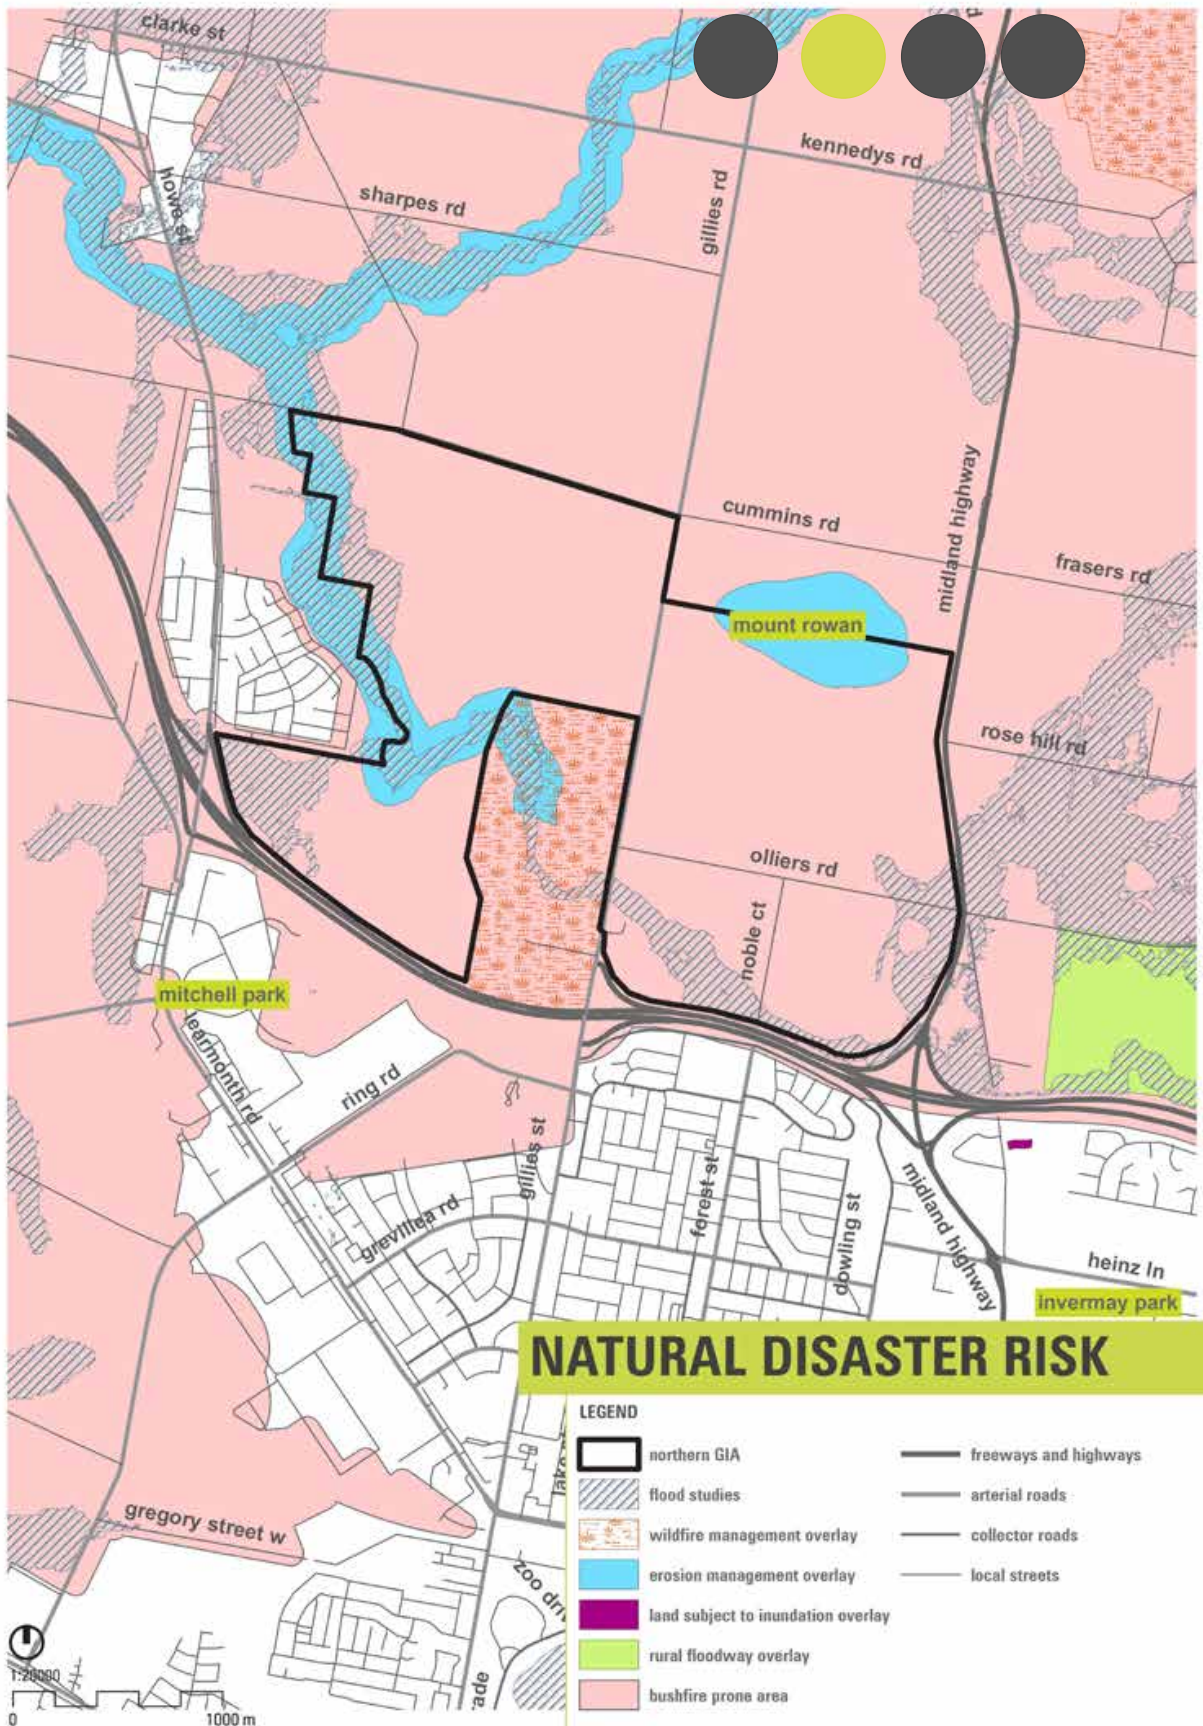 clarke st
kennedys rd
howe st
sharpes rd
gillies rd
cummins rd
midland highway
frasers rd
mount rowan
rose hill rd
olliers rd
noble ct
mitchell park
learmonth rd
ring rd
gillies st
forest st
grevillea rd
dowling st
midland highway
heinz ln
invermay park
NATURAL DISASTER RISK
LEGEND
northern GIA
flood studies
wildfire management overlay
erosion management overlay
land subject to inundation overlay
rural floodway overlay
bushfire prone area
freeways and highways
arterial roads
collector roads
local streets
gregory street w
zoo driv
ade
1:20000
0
1000 m